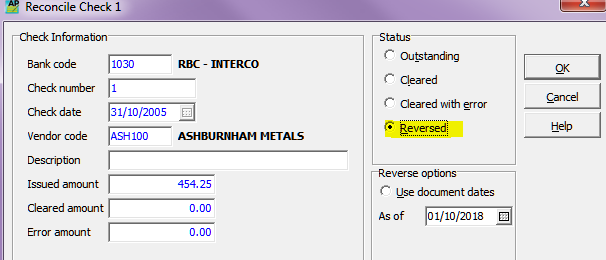 AP Reconcile Check 1
Check Information
Bank code 1030 RBC - INTERCO
Check number 1
Check date 31/10/2005
Vendor code ASH100 ASHBURNHAM METALS
Description
Issued amount 454.25
Cleared amount 0.00
Error amount 0.00
Status
Outstanding
Cleared
Cleared with error
Reversed
Reverse options
Use document dates
As of 01/10/2018
OK
Cancel
Help